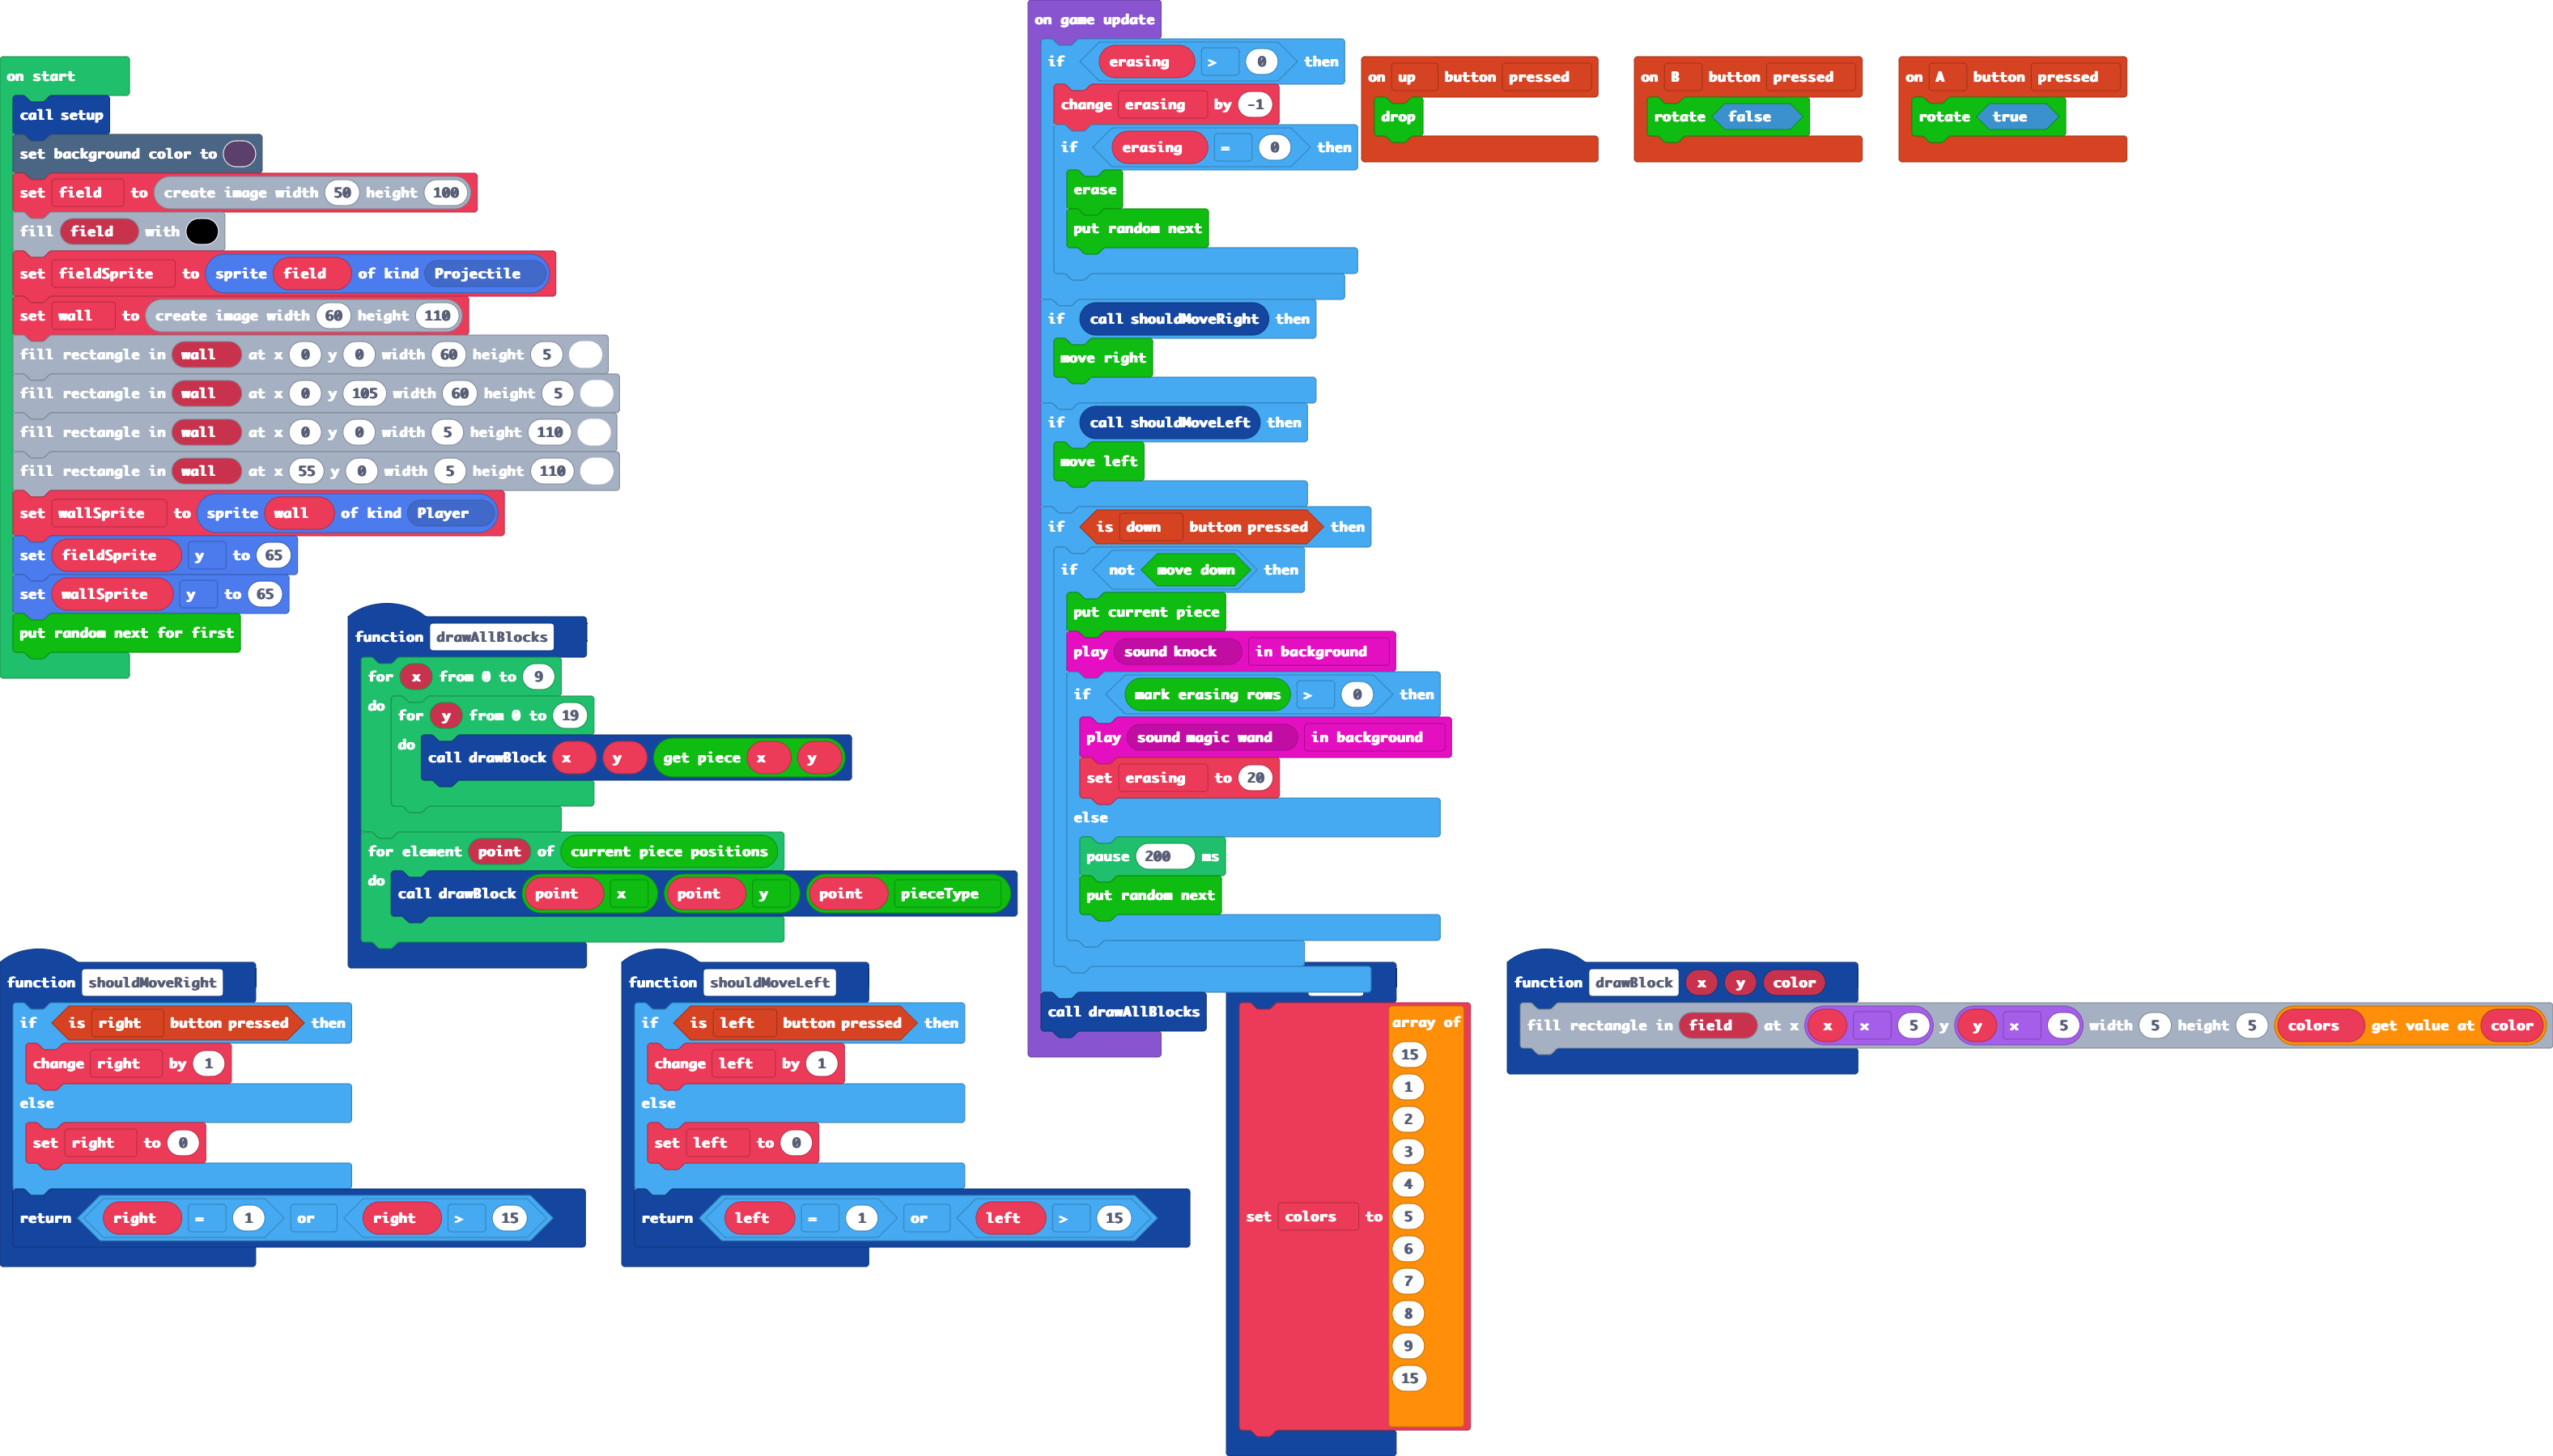 on start
call setup
set background color to
set field to create image width 50 height 100
fill field with
set fieldSprite to sprite field of kind Projectile
set wall to create image width 60 height 110
fill rectangle in wall at x 0 y 0 width 60 height 5
fill rectangle in wall at x 0 y 105 width 60 height 5
fill rectangle in wall at x 0 y 0 width 5 height 110
fill rectangle in wall at x 55 y 0 width 5 height 110
set wallSprite to sprite wall of kind Player
set fieldSprite y to 65
set wallSprite y to 65
put random next for first
function drawAllBlocks
for x from 0 to 9
do
for y from 0 to 19
do
call drawBlock x y get piece x y
for element point of current piece positions
do
call drawBlock point x point y point pieceType
function shouldMoveRight
if is right button pressed then
change right by 1
else
set right to 0
return right = 1 or right > 15
function shouldMoveLeft
if is left button pressed then
change left by 1
else
set left to 0
return left = 1 or left > 15
on game update
if erasing > 0 then
change erasing by -1
if erasing = 0 then
erase
put random next
if call shouldMoveRight then
move right
if call shouldMoveLeft then
move left
if is down button pressed then
if not move down then
put current piece
play sound knock in background
if mark erasing rows > 0 then
play sound magic wand in background
set erasing to 20
else
pause 200 ms
put random next
call drawAllBlocks
on up button pressed
drop
on B button pressed
rotate false
on A button pressed
rotate true
set colors to
array of
15
1
2
3
4
5
6
7
8
9
15
function drawBlock x y color
fill rectangle in field at x x x 5 y y x 5 width 5 height 5 colors get value at color